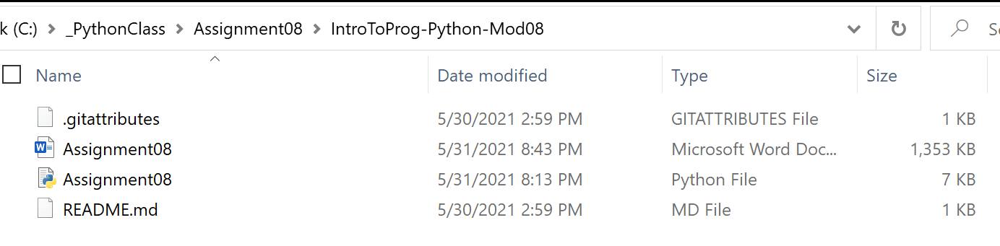 k (C:) > _PythonClass > Assignment08 > IntroToProg-Python-Mod08 Se
Name Date modified Type Size
.gitattributes 5/30/2021 2:59 PM GITATTRIBUTES File 1 KB
Assignment08 5/31/2021 8:43 PM Microsoft Word Doc... 1,353 KB
Assignment08 5/31/2021 8:13 PM Python File 7 KB
README.md 5/30/2021 2:59 PM MD File 1 KB